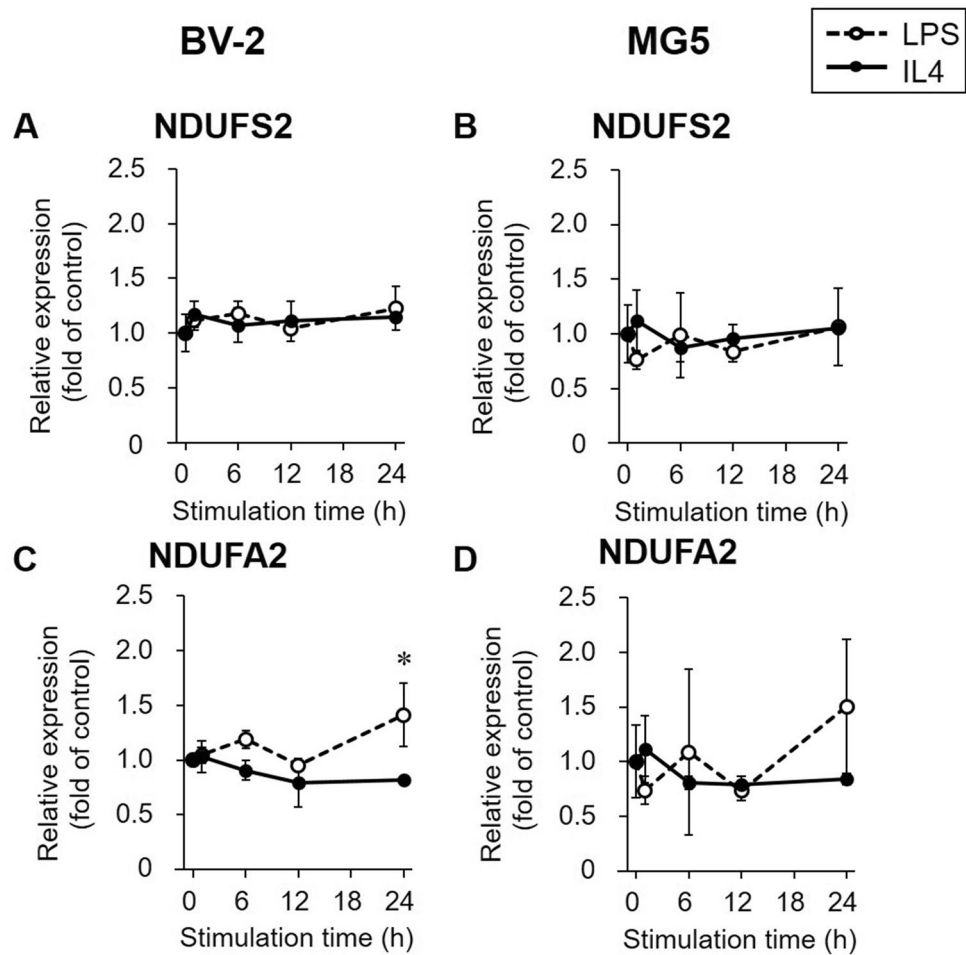 BV-2
MG5
LPS
IL4
A
NDUFS2
B
NDUFS2
Relative expression
(fold of control)
2.5
2.0
1.5
1.0
0.5
0
0 6 12 18 24
Stimulation time (h)
Relative expression
(fold of control)
2.5
2.0
1.5
1.0
0.5
0
0 6 12 18 24
Stimulation time (h)
C
NDUFA2
D
NDUFA2
Relative expression
(fold of control)
2.5
2.0
1.5
1.0
0.5
0
*
0 6 12 18 24
Stimulation time (h)
Relative expression
(fold of control)
2.5
2.0
1.5
1.0
0.5
0
0 6 12 18 24
Stimulation time (h)